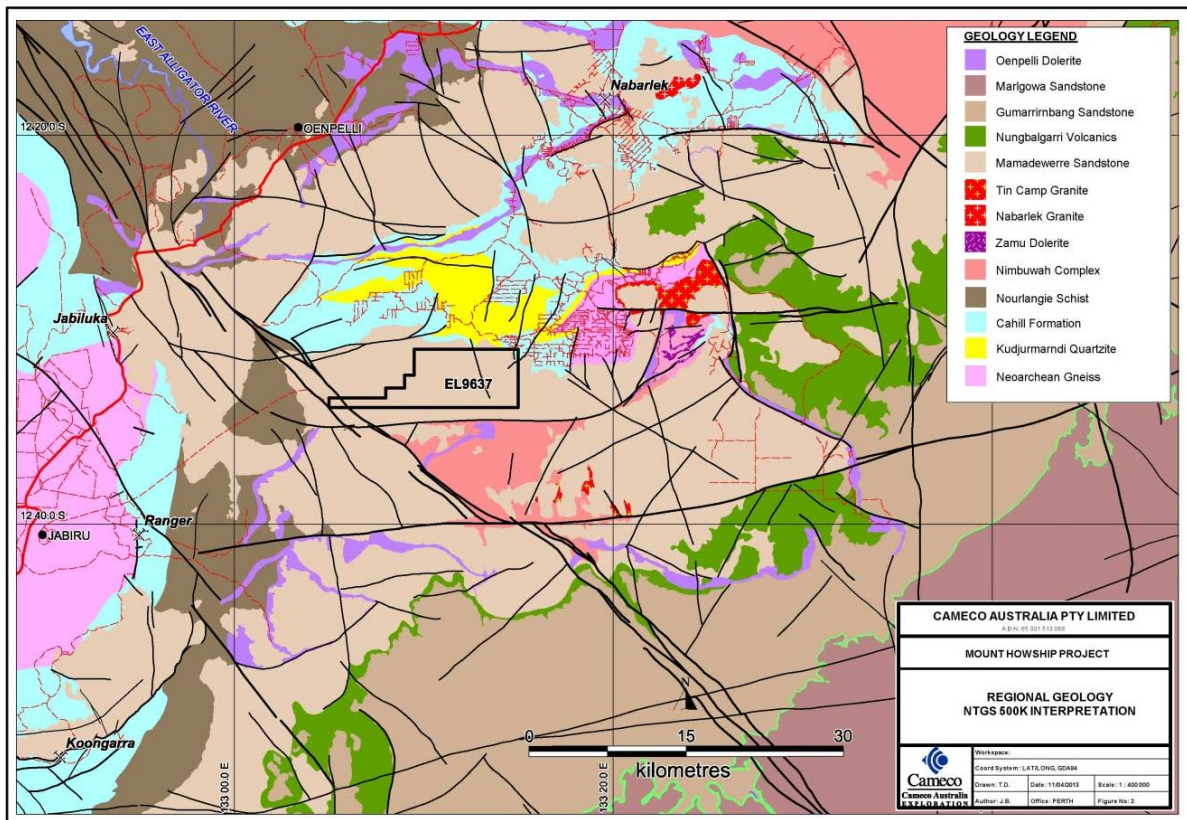 EAST ALLIGATOR RIVER
Nabarlek
12 20.0 S
OENPELLI
Jabiluka
EL9637
12 40.0 S
Ranger
JABIRU
Koongarra
133 00.0 E
133 20.0 E
N
0 15 30
kilometres
GEOLOGY LEGEND
Oenpelli Dolerite
Marlgowa Sandstone
Gumarrirnbang Sandstone
Nungbalgarri Volcanics
Mamadewerre Sandstone
Tin Camp Granite
Nabarlek Granite
Zamu Dolerite
Nimbuwah Complex
Nourlangie Schist
Cahill Formation
Kudjurmarndi Quartzite
Neoarchean Gneiss
CAMECO AUSTRALIA PTY LIMITED
MOUNT HOWSHIP PROJECT
REGIONAL GEOLOGY
NTGS 500K INTERPRETATION
Cameco
Cameco Australia
EXPLORATION
Workspace:
Coord System: LAT/LONG, GDA94
Drawn: T.D. Date: 11/04/2013 Scale: 1 : 400 000
Author: J.B. Office: PERTH Figure No: 2